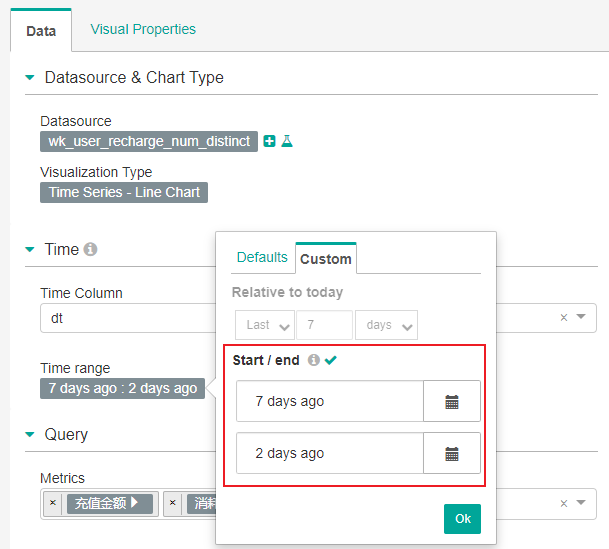 Data
Visual Properties
Datasource & Chart Type
Datasource
wk_user_recharge_num_distinct
Visualization Type
Time Series - Line Chart
Time
Defaults
Custom
Time Column
dt
Relative to today
Last 7 days
Time range
7 days ago : 2 days ago
Start / end
7 days ago
2 days ago
Query
Metrics
× 充值金额
×
Ok